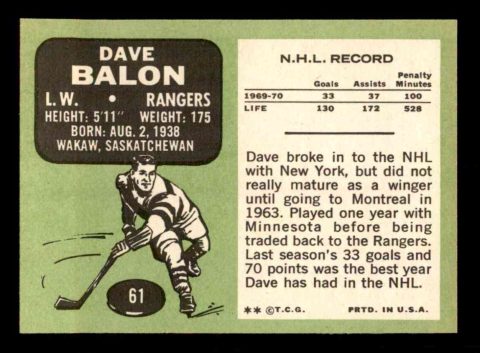 DAVE
BALON
L.W. • RANGERS
HEIGHT: 5'11" WEIGHT: 175
BORN: AUG. 2, 1938
WAKAW, SASKATCHEWAN
61
N.H.L. RECORD
Goals Assists Penalty Minutes
1969-70 33 37 100
LIFE 130 172 528
Dave broke in to the NHL
with New York, but did not
really mature as a winger
until going to Montreal in
1963. Played one year with
Minnesota before being
traded back to the Rangers.
Last season's 33 goals and
70 points was the best year
Dave has had in the NHL.
** © T.C.G. PRTD. IN U.S.A.